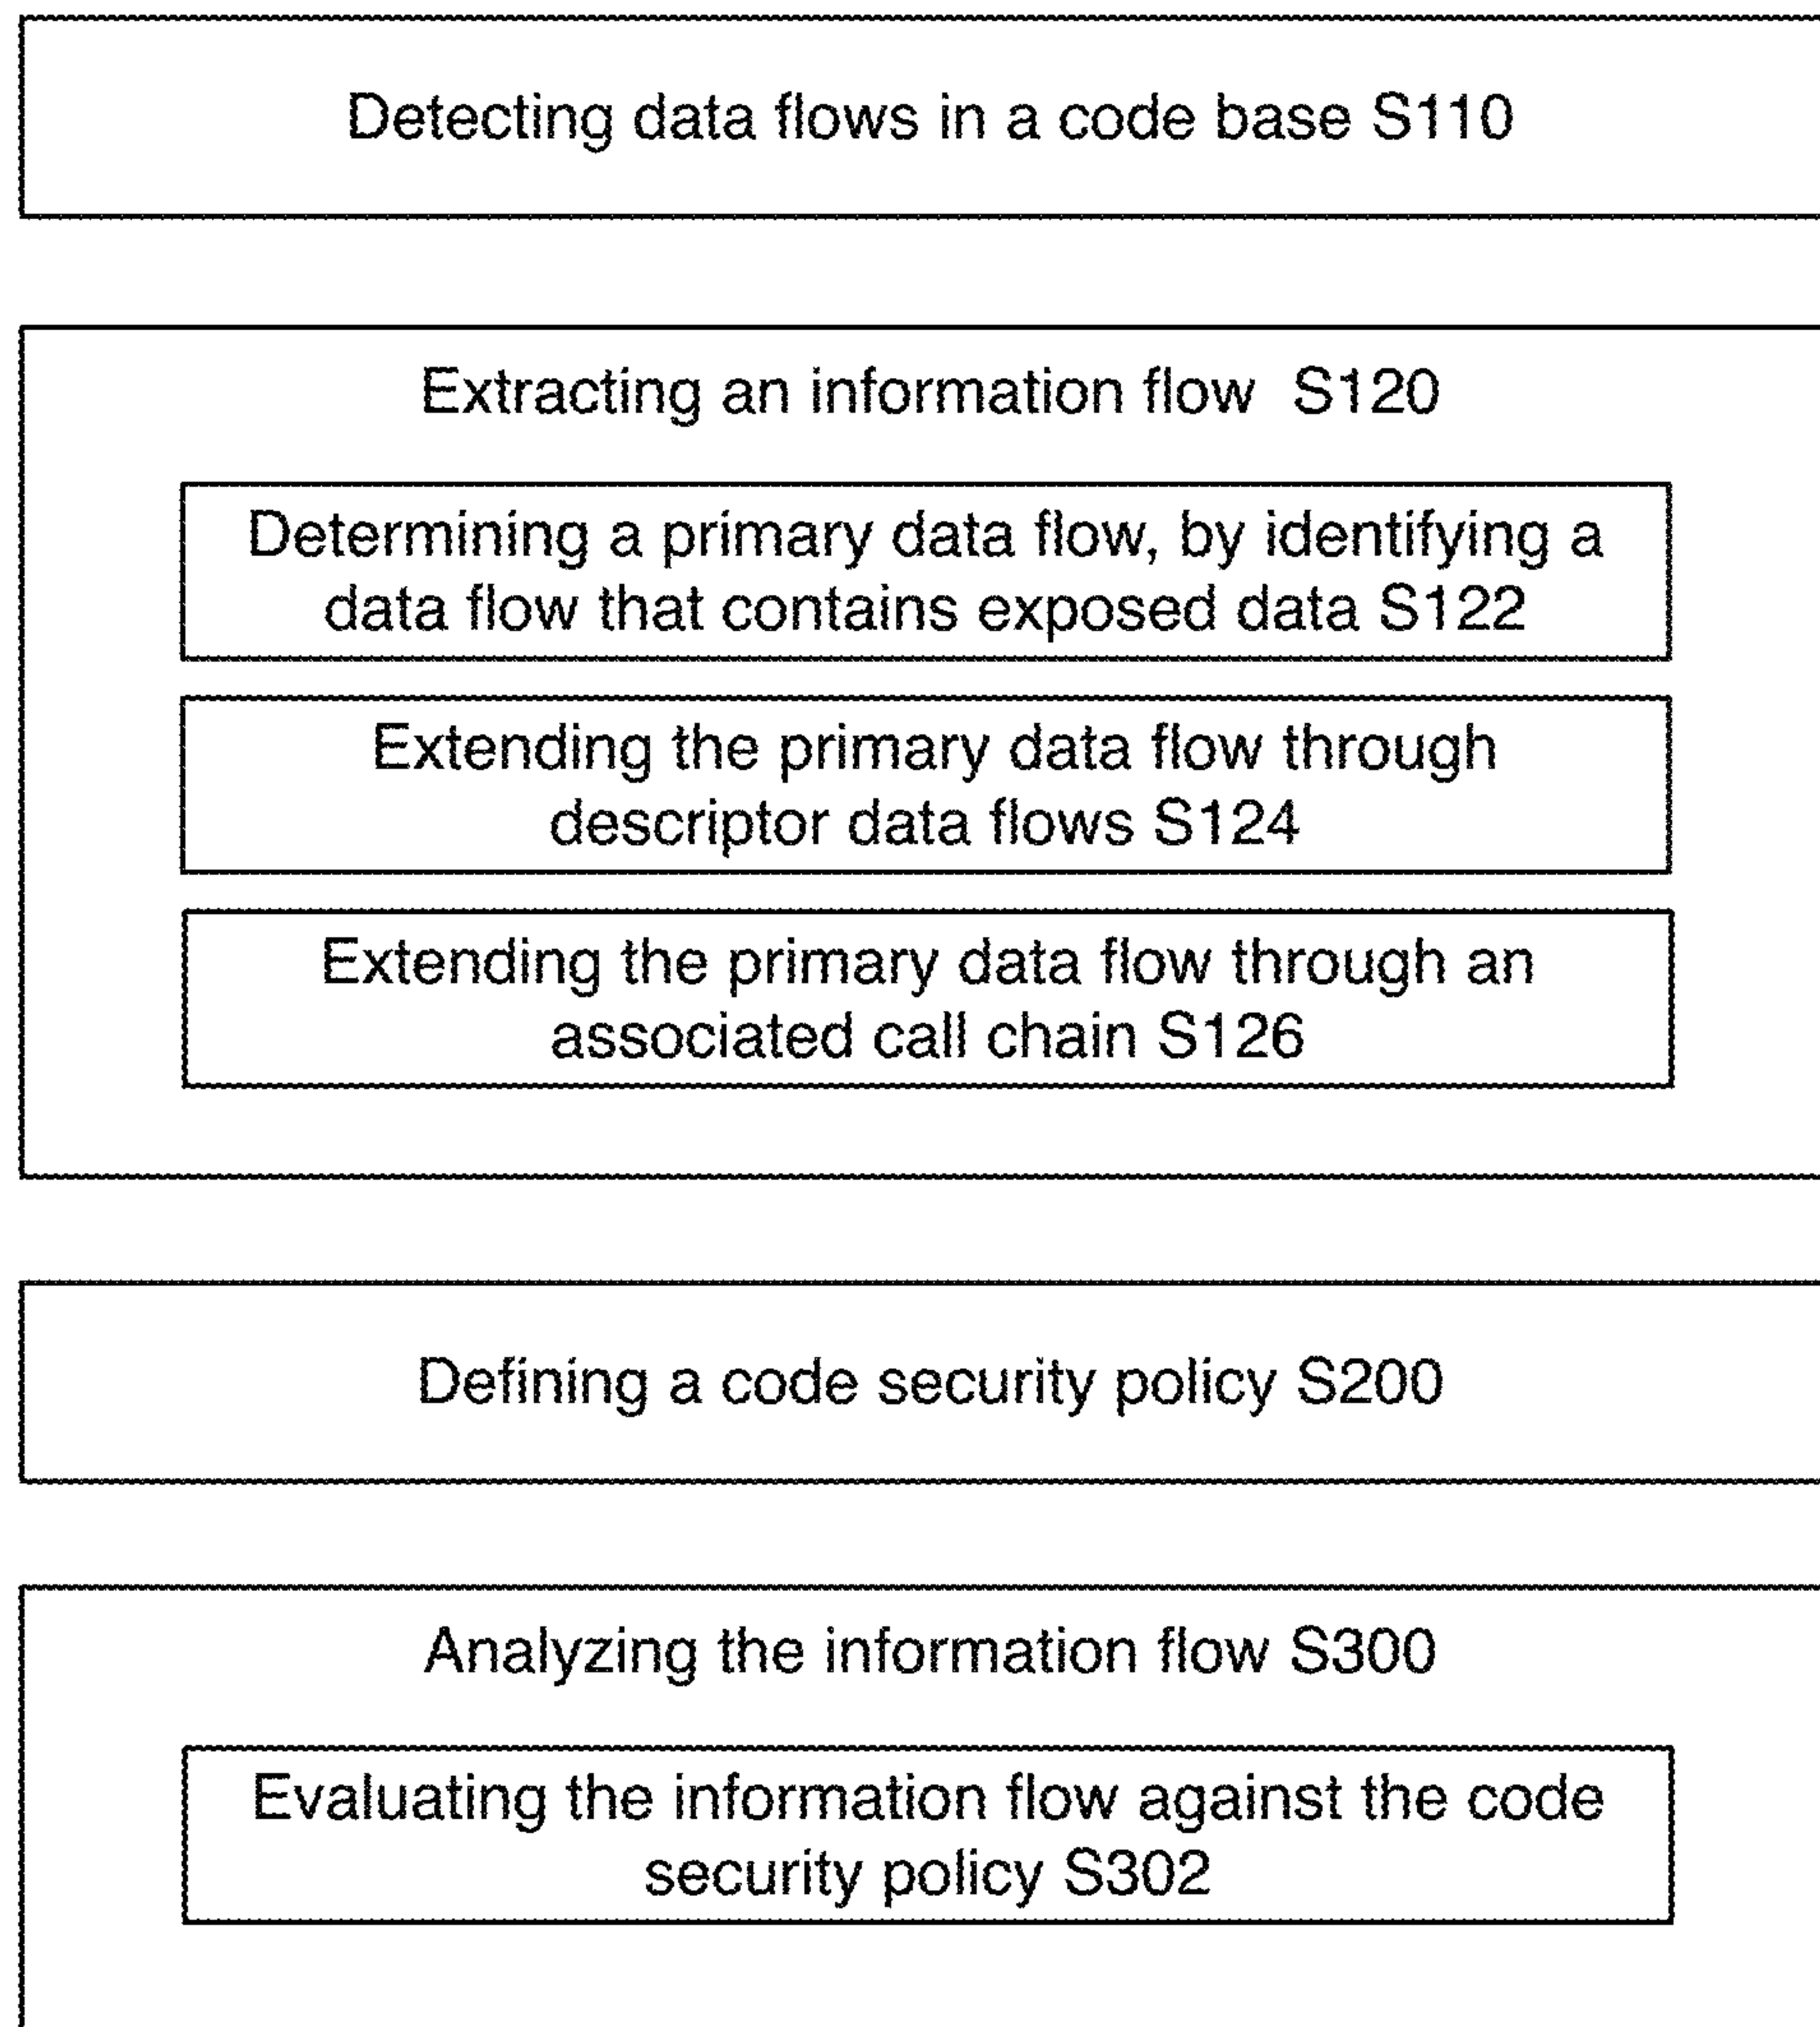 Detecting data flows in a code base S110
Extracting an information flow S120
Determining a primary data flow, by identifying a
data flow that contains exposed data S122
Extending the primary data flow through
descriptor data flows S124
Extending the primary data flow through an
associated call chain S126
Defining a code security policy S200
Analyzing the information flow S300
Evaluating the information flow against the code
security policy S302